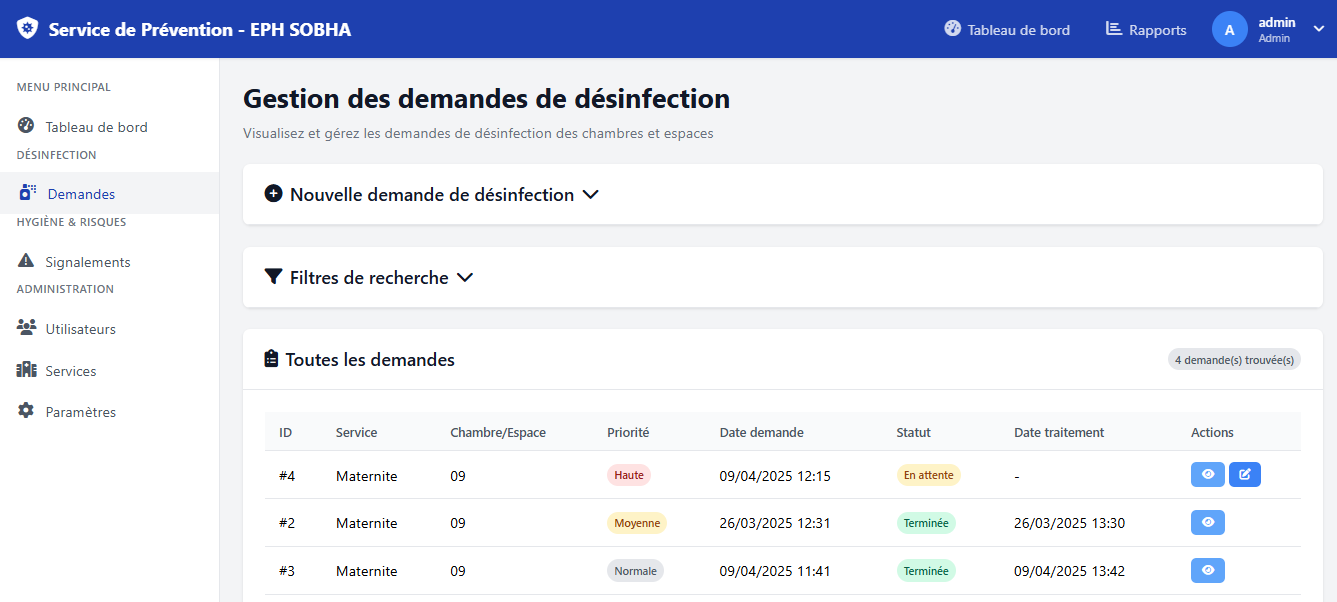 Service de Prévention - EPH SOBHA
Tableau de bord
Rapports
A
admin
Admin
MENU PRINCIPAL
Tableau de bord
DÉSINFECTION
Demandes
HYGIÈNE & RISQUES
Signalements
ADMINISTRATION
Utilisateurs
Services
Paramètres
Gestion des demandes de désinfection
Visualisez et gérez les demandes de désinfection des chambres et espaces
Nouvelle demande de désinfection
Filtres de recherche
Toutes les demandes
4 demande(s) trouvée(s)
ID Service Chambre/Espace Priorité Date demande Statut Date traitement Actions
#4 Maternite 09 Haute 09/04/2025 12:15 En attente -
#2 Maternite 09 Moyenne 26/03/2025 12:31 Terminée 26/03/2025 13:30
#3 Maternite 09 Normale 09/04/2025 11:41 Terminée 09/04/2025 13:42